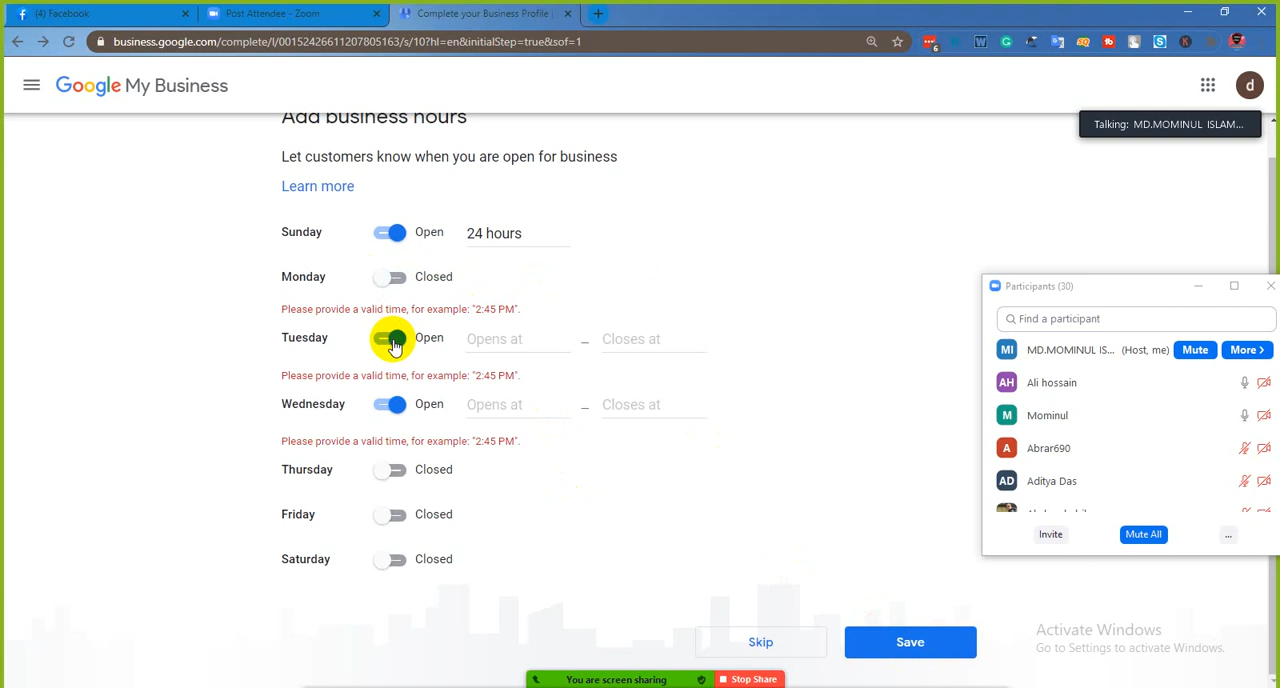 (4) Facebook
Post Attendee - Zoom
Complete your Business Profile
business.google.com/complete/l/00152426611207805163/s/10?hl=en&initialStep=true&sof=1
6
Google My Business
d
Talking: MD.MOMINUL ISLAM...
Add business hours
Let customers know when you are open for business
Learn more
Sunday Open 24 hours
Monday Closed
Please provide a valid time, for example: "2:45 PM".
Tuesday Open Opens at – Closes at
Please provide a valid time, for example: "2:45 PM".
Wednesday Open Opens at – Closes at
Please provide a valid time, for example: "2:45 PM".
Thursday Closed
Friday Closed
Saturday Closed
Skip Save
Participants (30)
Find a participant
MI MD.MOMINUL IS... (Host, me) Mute More >
AH Ali hossain
M Mominul
A Abrar690
AD Aditya Das
Invite Mute All ...
Activate Windows
Go to Settings to activate Windows.
You are screen sharing Stop Share